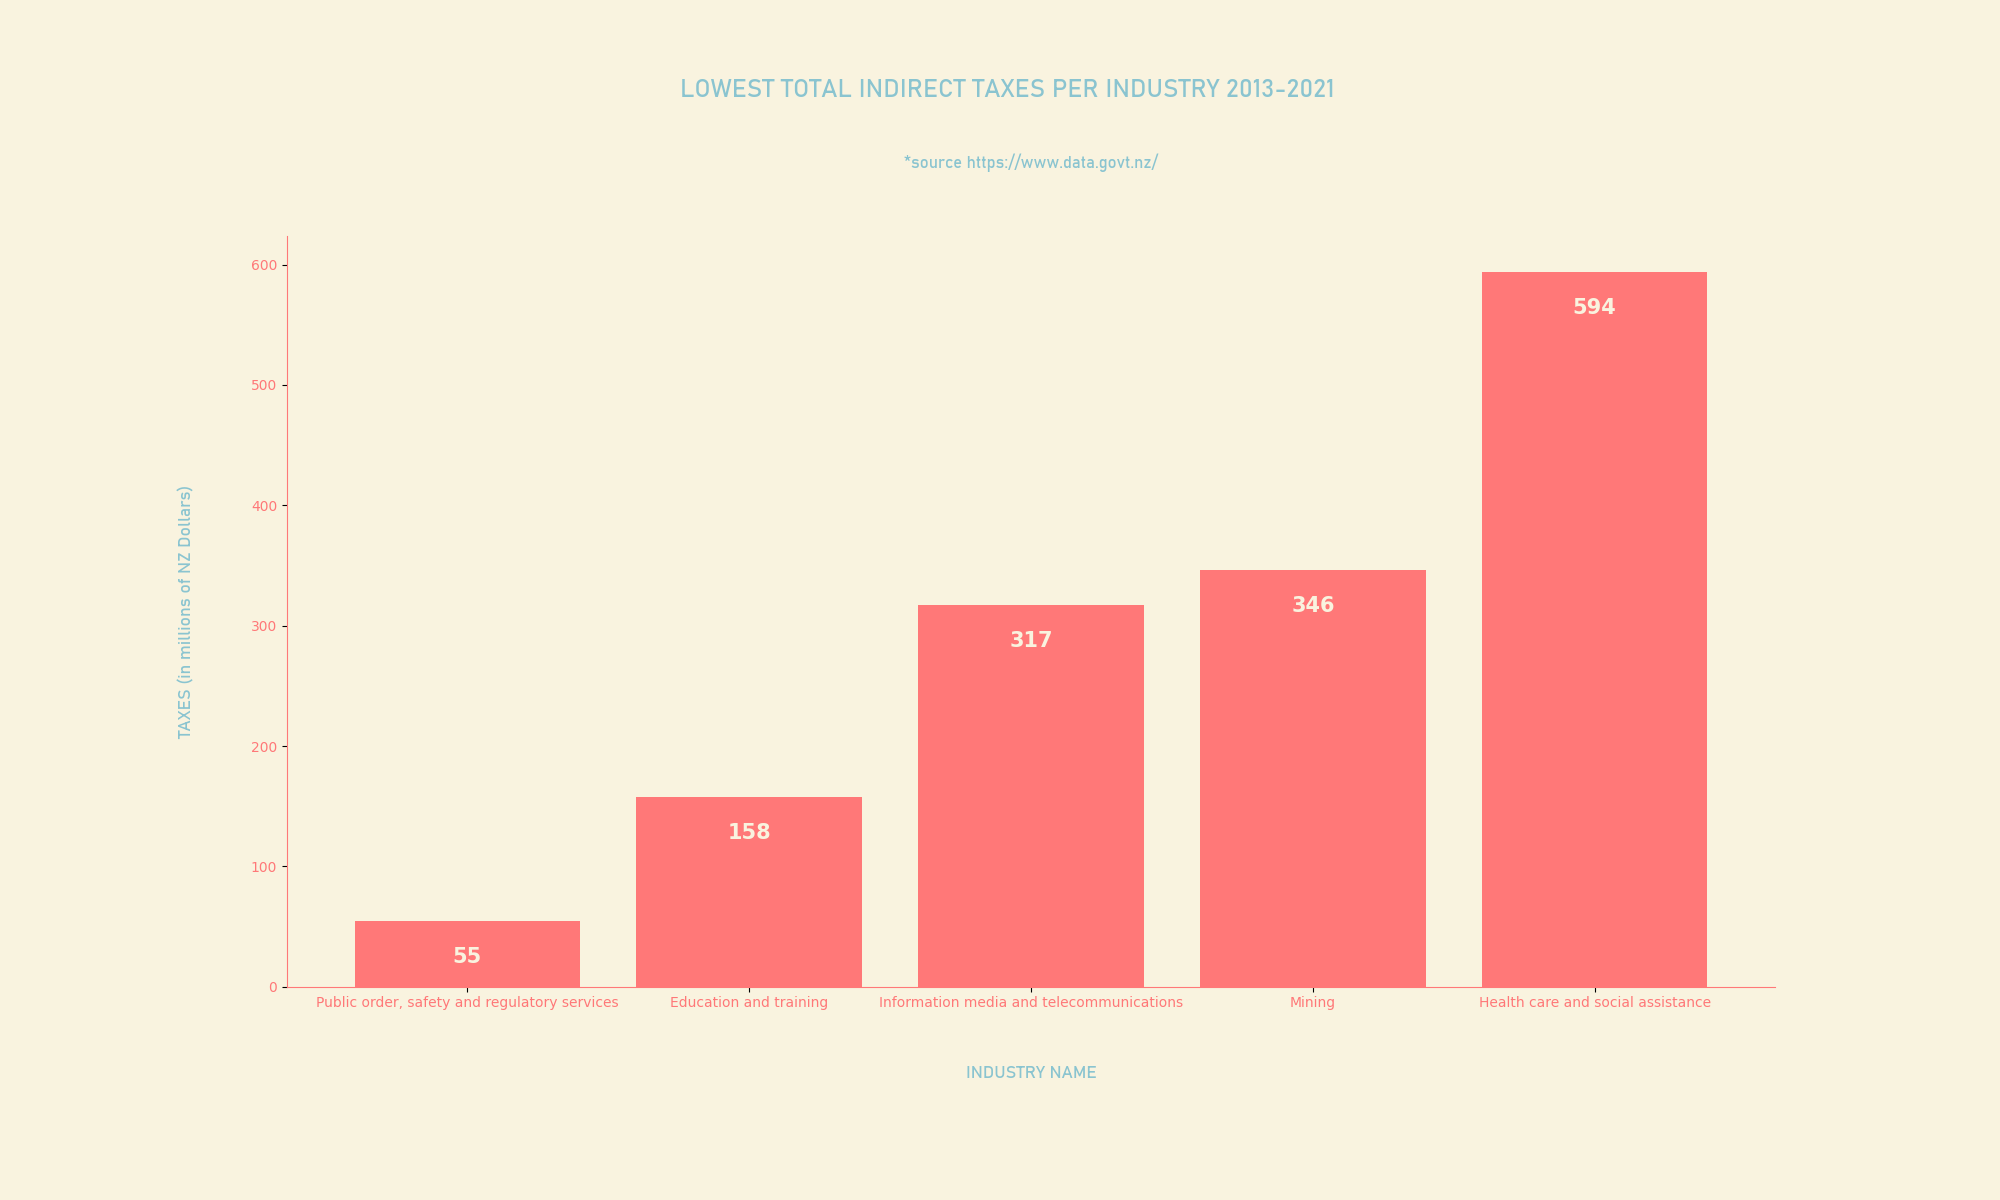 LOWEST TOTAL INDIRECT TAXES PER INDUSTRY 2013-2021
*source https://www.data.govt.nz/
TAXES (in millions of NZ Dollars)
600
500
400
300
200
100
0
55
158
317
346
594
Public order, safety and regulatory services
Education and training
Information media and telecommunications
Mining
Health care and social assistance
INDUSTRY NAME